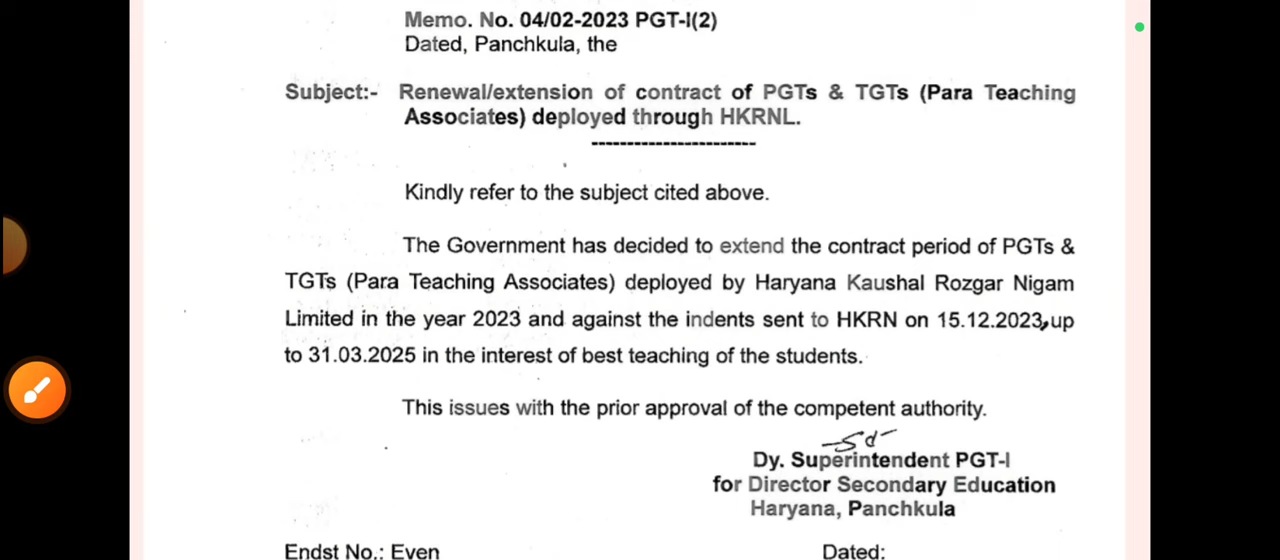 Memo. No. 04/02-2023 PGT-I(2)
Dated, Panchkula, the
Subject:- Renewal/extension of contract of PGTs & TGTs (Para Teaching
Associates) deployed through HKRNL.
-----------------------
Kindly refer to the subject cited above.
The Government has decided to extend the contract period of PGTs &
TGTs (Para Teaching Associates) deployed by Haryana Kaushal Rozgar Nigam
Limited in the year 2023 and against the indents sent to HKRN on 15.12.2023, up
to 31.03.2025 in the interest of best teaching of the students.
This issues with the prior approval of the competent authority.
-Sd-
Dy. Superintendent PGT-I
for Director Secondary Education
Haryana, Panchkula
Endst No.: Even Dated: